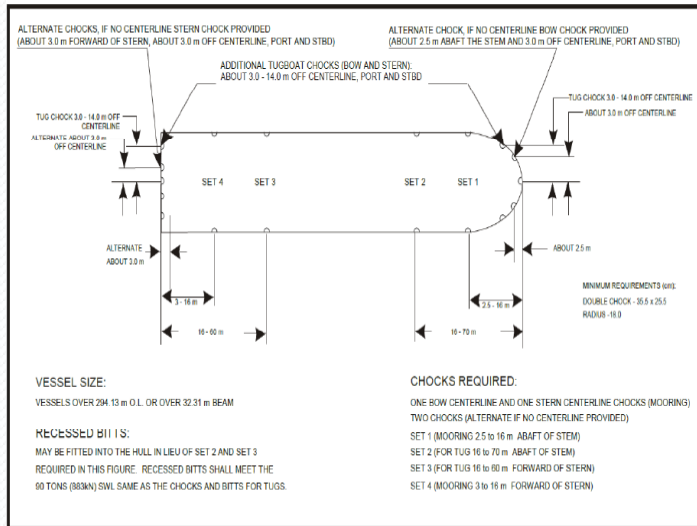 ALTERNATE CHOCKS, IF NO CENTERLINE STERN CHOCK PROVIDED
(ABOUT 3.0 m FORWARD OF STERN, ABOUT 3.0 m OFF CENTERLINE, PORT AND STBD)
ALTERNATE CHOCK, IF NO CENTERLINE BOW CHOCK PROVIDED
(ABOUT 2.5 m ABAFT THE STEM AND 3.0 m OFF CENTERLINE, PORT AND STBD)
ADDITIONAL TUGBOAT CHOCKS (BOW AND STERN):
ABOUT 3.0 - 14.0 m OFF CENTERLINE, PORT AND STBD
TUG CHOCK 3.0 - 14.0 m OFF
CENTERLINE
ALTERNATE ABOUT 3.0 m
OFF CENTERLINE
TUG CHOCK 3.0 - 14.0 m OFF CENTERLINE
ABOUT 3.0 m OFF CENTERLINE
SET 4
SET 3
SET 2
SET 1
ALTERNATE
ABOUT 3.0 m
ABOUT 2.5 m
3 - 16 m
2.5 - 16 m
16 - 60 m
16 - 70 m
MINIMUM REQUIREMENTS (cm):
DOUBLE CHOCK - 35.5 x 25.5
RADIUS -18.0
VESSEL SIZE:
VESSELS OVER 294.13 m O.L. OR OVER 32.31 m BEAM
RECESSED BITTS:
MAY BE FITTED INTO THE HULL IN LIEU OF SET 2 AND SET 3
REQUIRED IN THIS FIGURE. RECESSED BITTS SHALL MEET THE
90 TONS (883kN) SWL SAME AS THE CHOCKS AND BITTS FOR TUGS.
CHOCKS REQUIRED:
ONE BOW CENTERLINE AND ONE STERN CENTERLINE CHOCKS (MOORING)
TWO CHOCKS (ALTERNATE IF NO CENTERLINE PROVIDED)
SET 1 (MOORING 2.5 to 16 m ABAFT OF STEM)
SET 2 (FOR TUG 16 to 70 m ABAFT OF STEM)
SET 3 (FOR TUG 16 to 60 m FORWARD OF STERN)
SET 4 (MOORING 3 to 16 m FORWARD OF STERN)